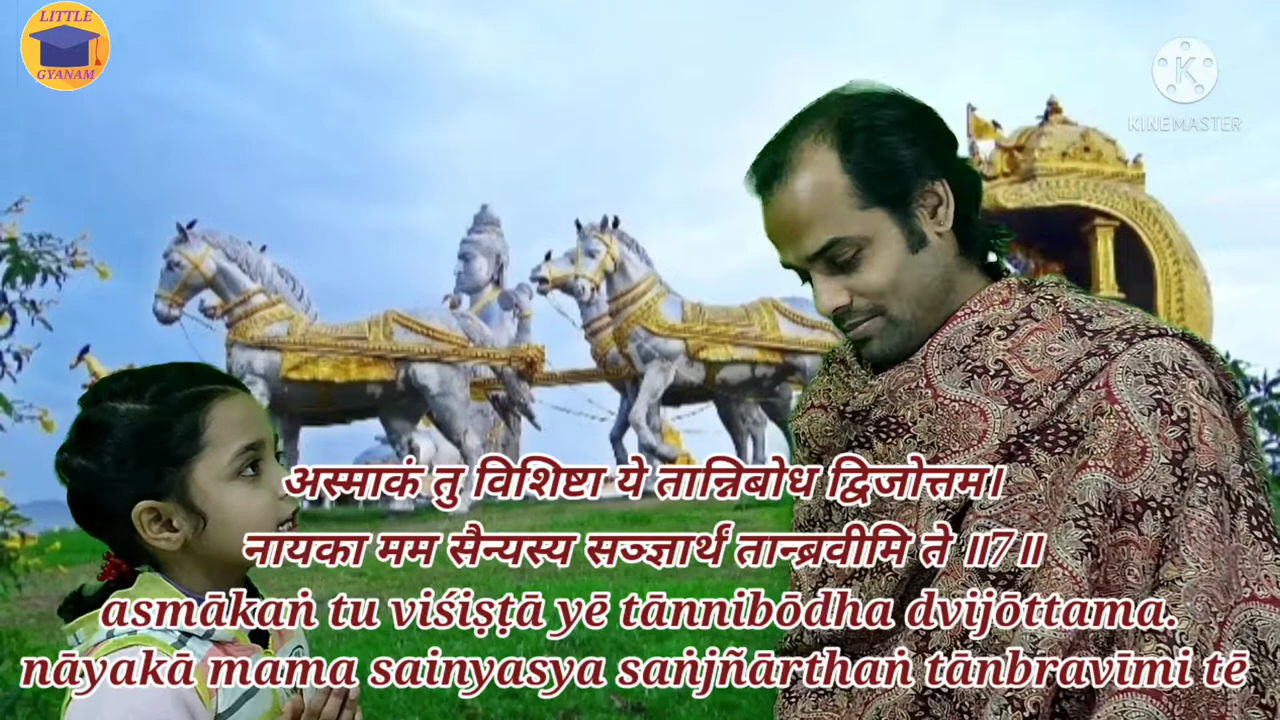 LITTLE
GYANAM
K
KINEMASTER
अस्माकं तु विशिष्टा ये तान्निबोध द्विजोत्तम।
नायका मम सैन्यस्य सञ्ज्ञार्थं तान्ब्रवीमि ते ॥7॥
asmākaṅ tu viśiṣṭā yē tānnibōdha dvijōttama.
nāyakā mama sainyasya saṅjñārthaṅ tānbravīmi tē